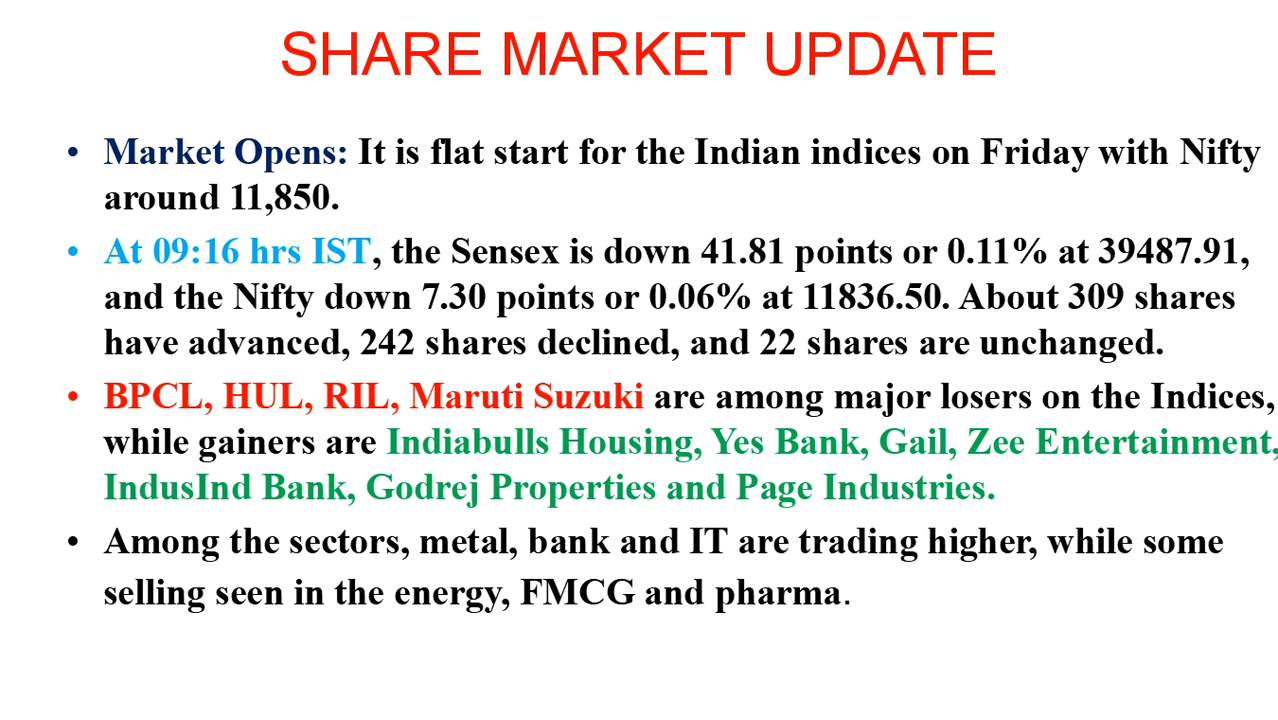 SHARE MARKET UPDATE
• Market Opens: It is flat start for the Indian indices on Friday with Nifty
around 11,850.
• At 09:16 hrs IST, the Sensex is down 41.81 points or 0.11% at 39487.91,
and the Nifty down 7.30 points or 0.06% at 11836.50. About 309 shares
have advanced, 242 shares declined, and 22 shares are unchanged.
• BPCL, HUL, RIL, Maruti Suzuki are among major losers on the Indices,
while gainers are Indiabulls Housing, Yes Bank, Gail, Zee Entertainment,
IndusInd Bank, Godrej Properties and Page Industries.
• Among the sectors, metal, bank and IT are trading higher, while some
selling seen in the energy, FMCG and pharma.